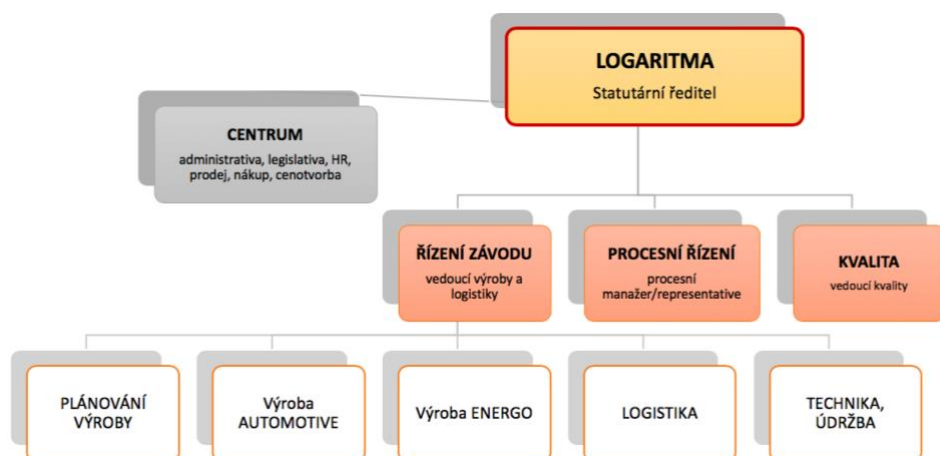 LOGARITMA
Statutární ředitel
CENTRUM
administrativa, legislativa, HR,
prodej, nákup, cenotvorba
ŘÍZENÍ ZÁVODU
vedoucí výroby a
logistiky
PROCESNÍ ŘÍZENÍ
procesní
manažer/representative
KVALITA
vedoucí kvality
PLÁNOVÁNÍ
VÝROBY
Výroba
AUTOMOTIVE
Výroba ENERGO
LOGISTIKA
TECHNIKA,
ÚDRŽBA